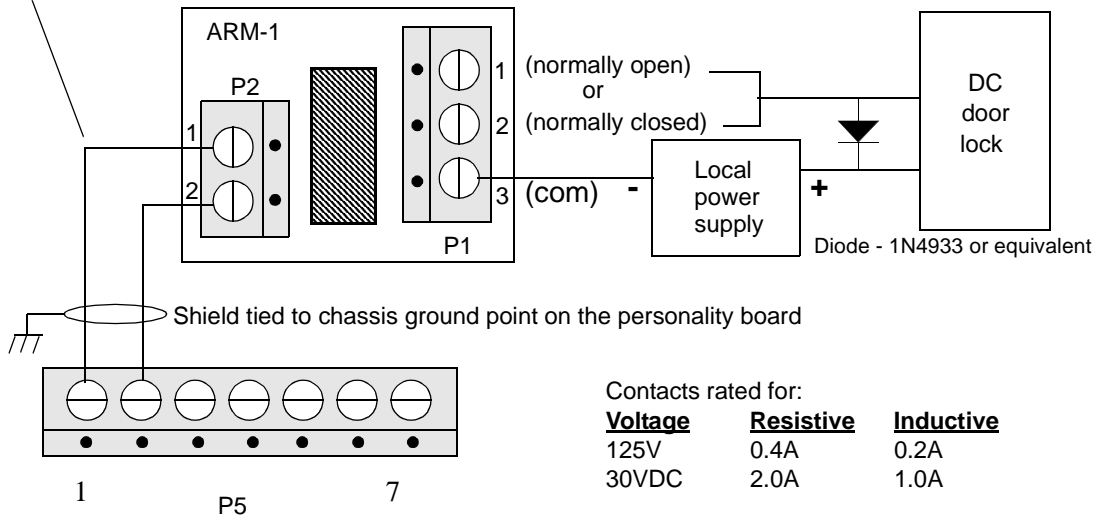 ARM-1
P2
1
2
1 (normally open)
or
2 (normally closed)
3 (com)
P1
-
Local
power
supply
+
DC
door
lock
Diode - 1N4933 or equivalent
Shield tied to chassis ground point on the personality board
1
7
P5
Contacts rated for:
Voltage Resistive Inductive
125V 0.4A 0.2A
30VDC 2.0A 1.0A